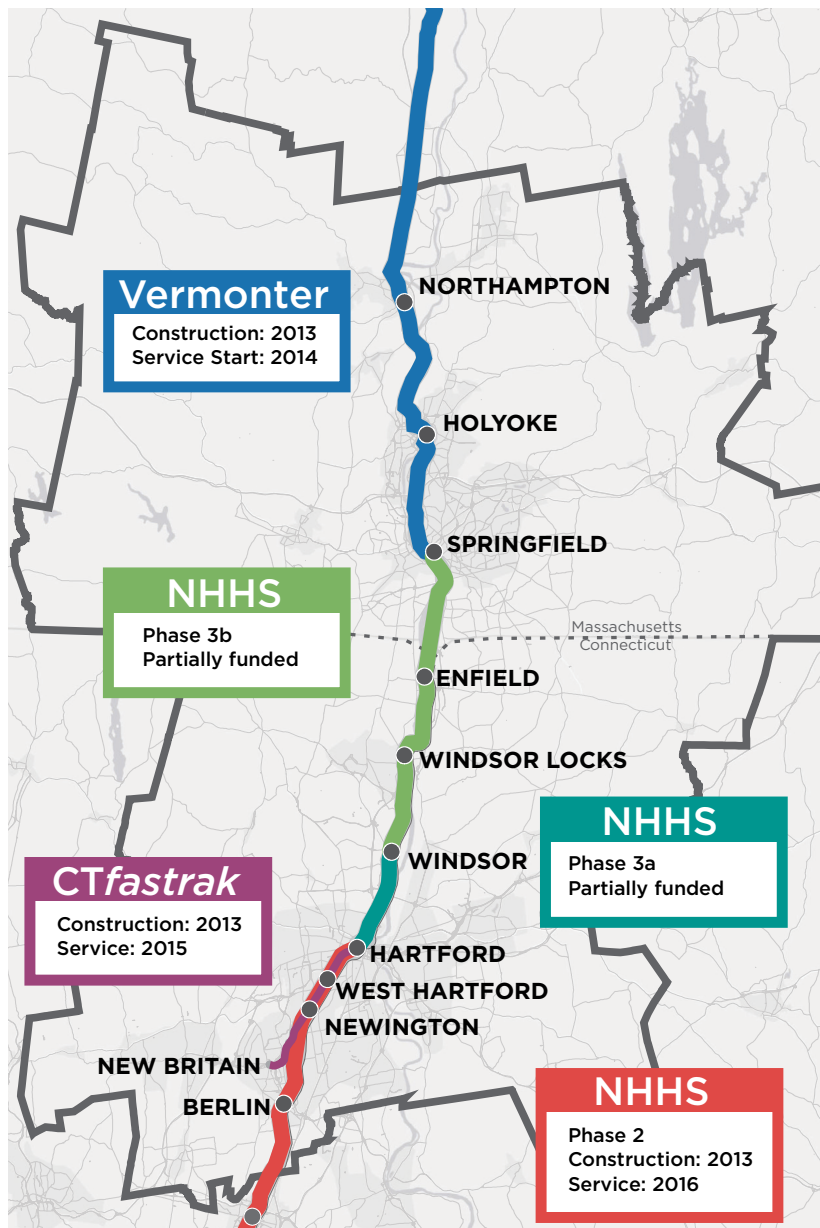 NORTHAMPTON
Vermonter
Construction: 2013
Service Start: 2014
HOLYOKE
SPRINGFIELD
NHHS
Phase 3b
Partially funded
Massachusetts
Connecticut
ENFIELD
WINDSOR LOCKS
NHHS
Phase 3a
Partially funded
WINDSOR
CTfastrak
Construction: 2013
Service: 2015
HARTFORD
WEST HARTFORD
NEWINGTON
NEW BRITAIN
BERLIN
NHHS
Phase 2
Construction: 2013
Service: 2016